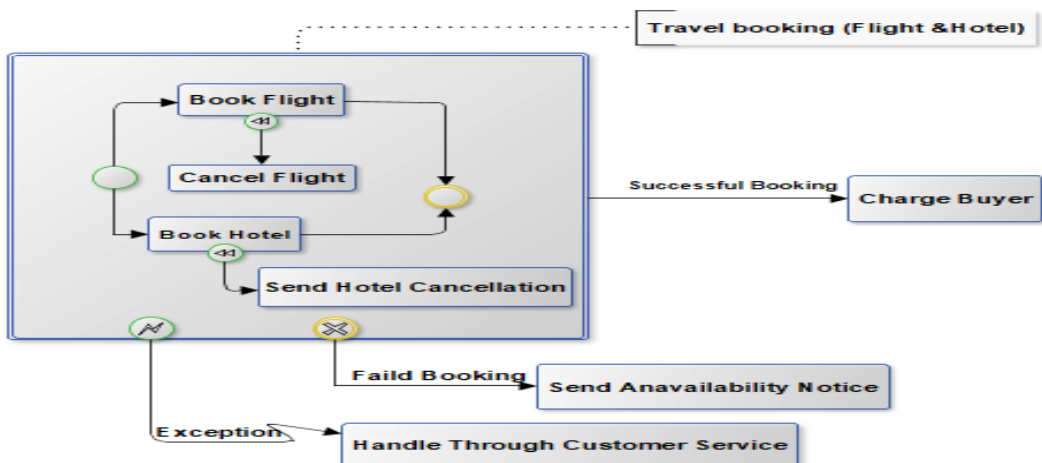 Travel booking (Flight &Hotel)
Book Flight
Cancel Flight
Successful Booking
Charge Buyer
Book Hotel
Send Hotel Cancellation
Faild Booking
Send Anavailability Notice
Exception
Handle Through Customer Service